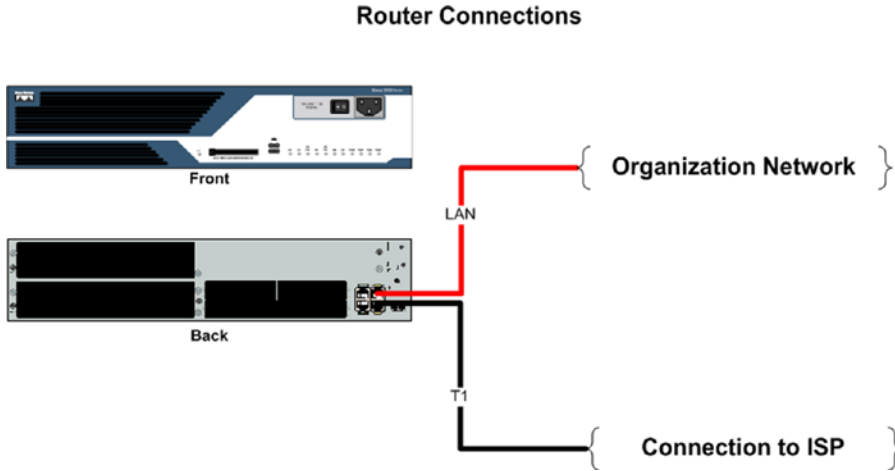 Router Connections
Front
Organization Network
LAN
Back
T1
Connection to ISP